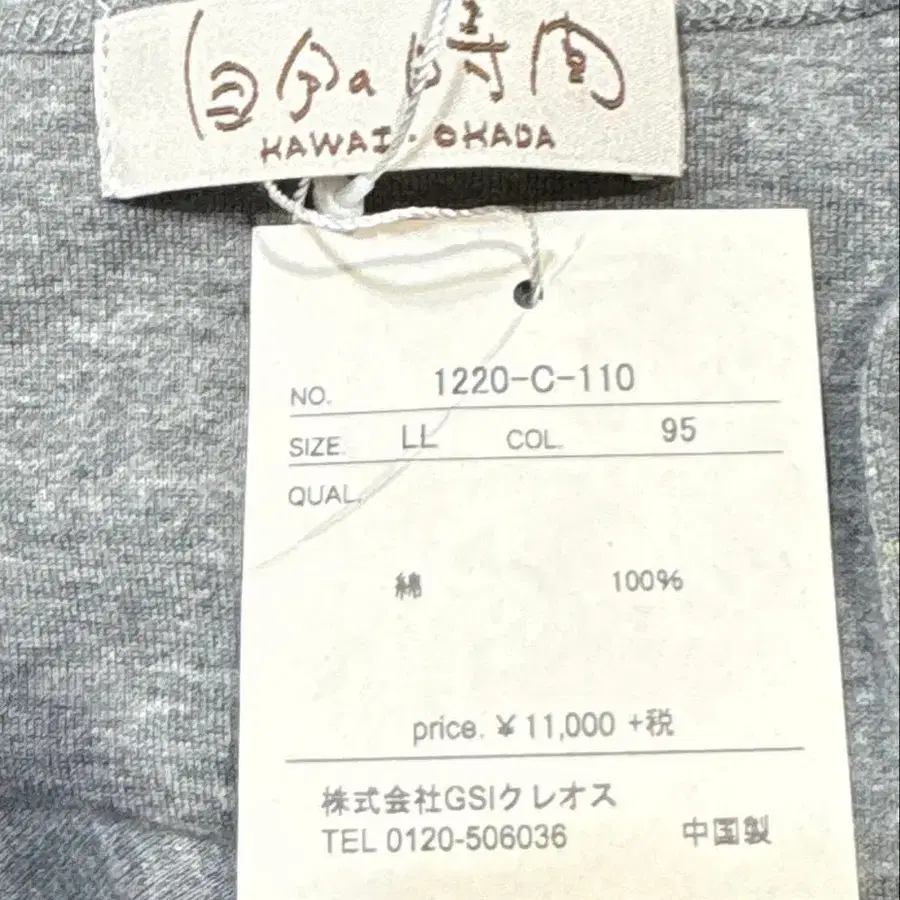 KAWAI・OKADA
NO. 1220-C-110
SIZE. LL COL. 95
QUAL.
綿 100%
price. ¥11,000 +税
株式会社GSIクレオス
TEL 0120-506036 中国製